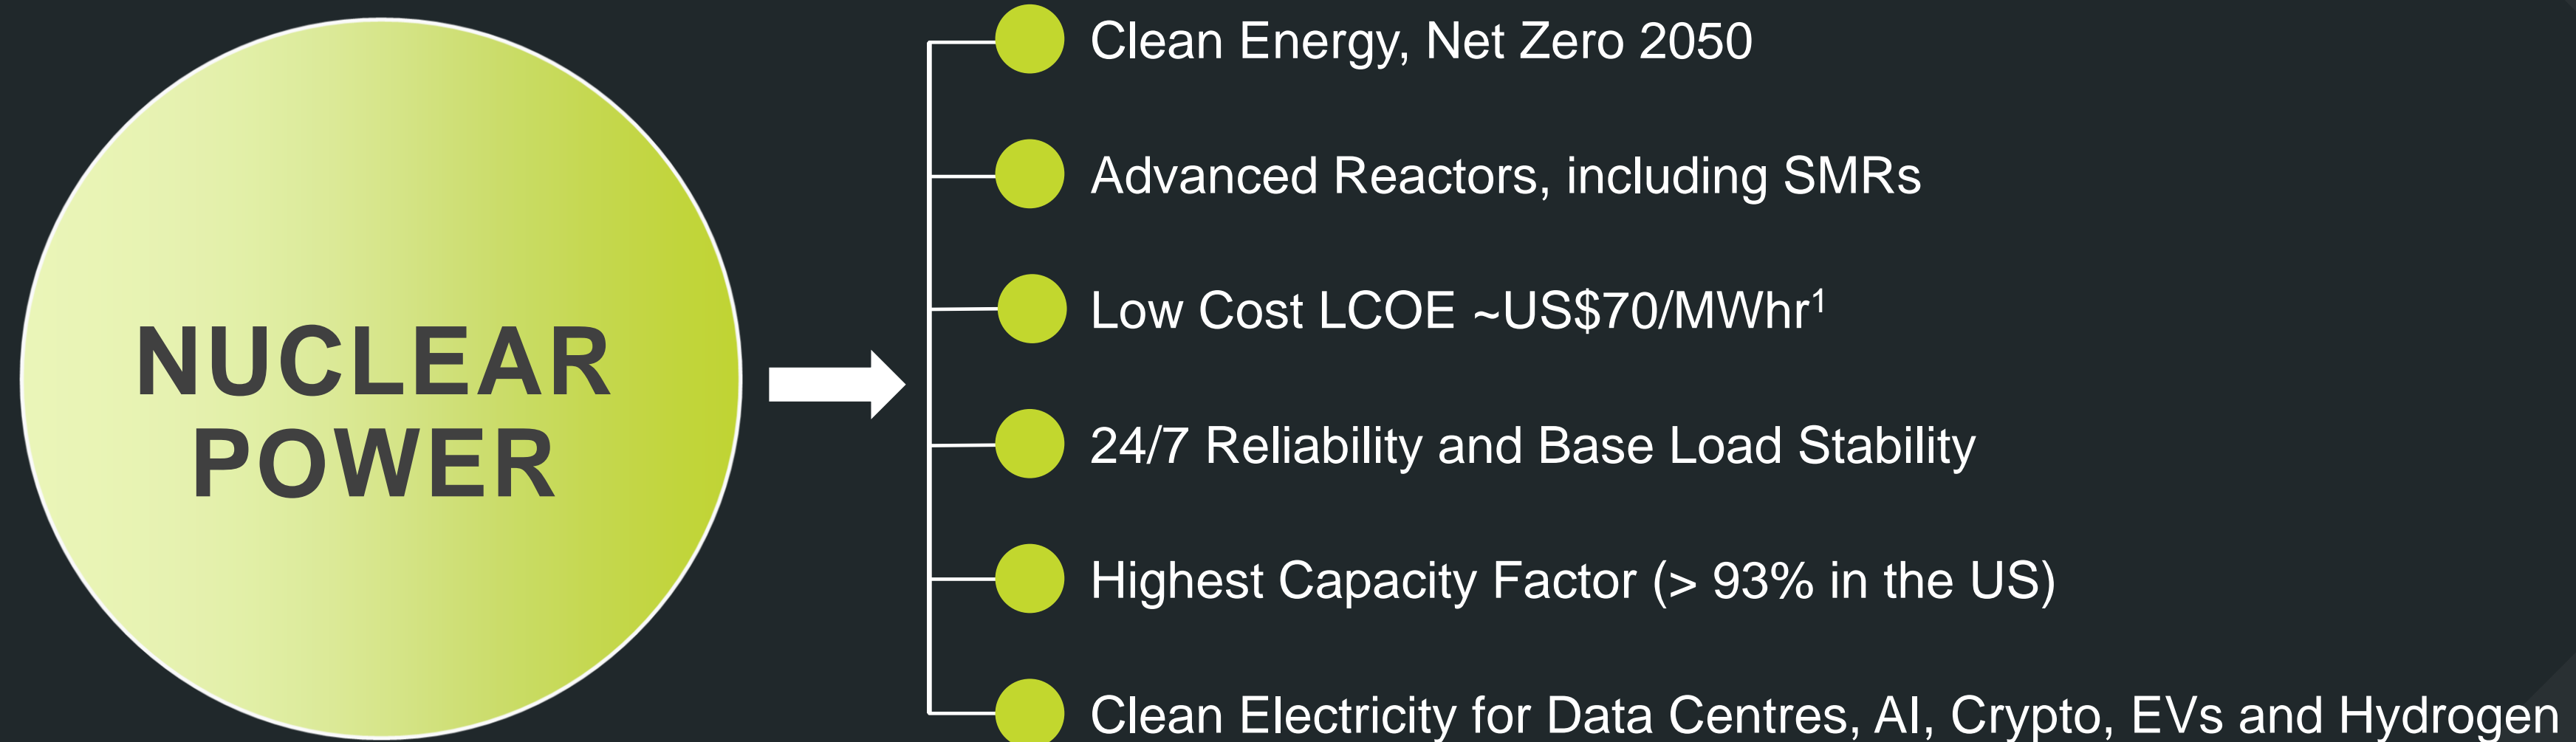 NUCLEAR
POWER
Clean Energy, Net Zero 2050
Advanced Reactors, including SMRs
Low Cost LCOE ~US$70/MWhr¹
24/7 Reliability and Base Load Stability
Highest Capacity Factor (> 93% in the US)
Clean Electricity for Data Centres, AI, Crypto, EVs and Hydrogen